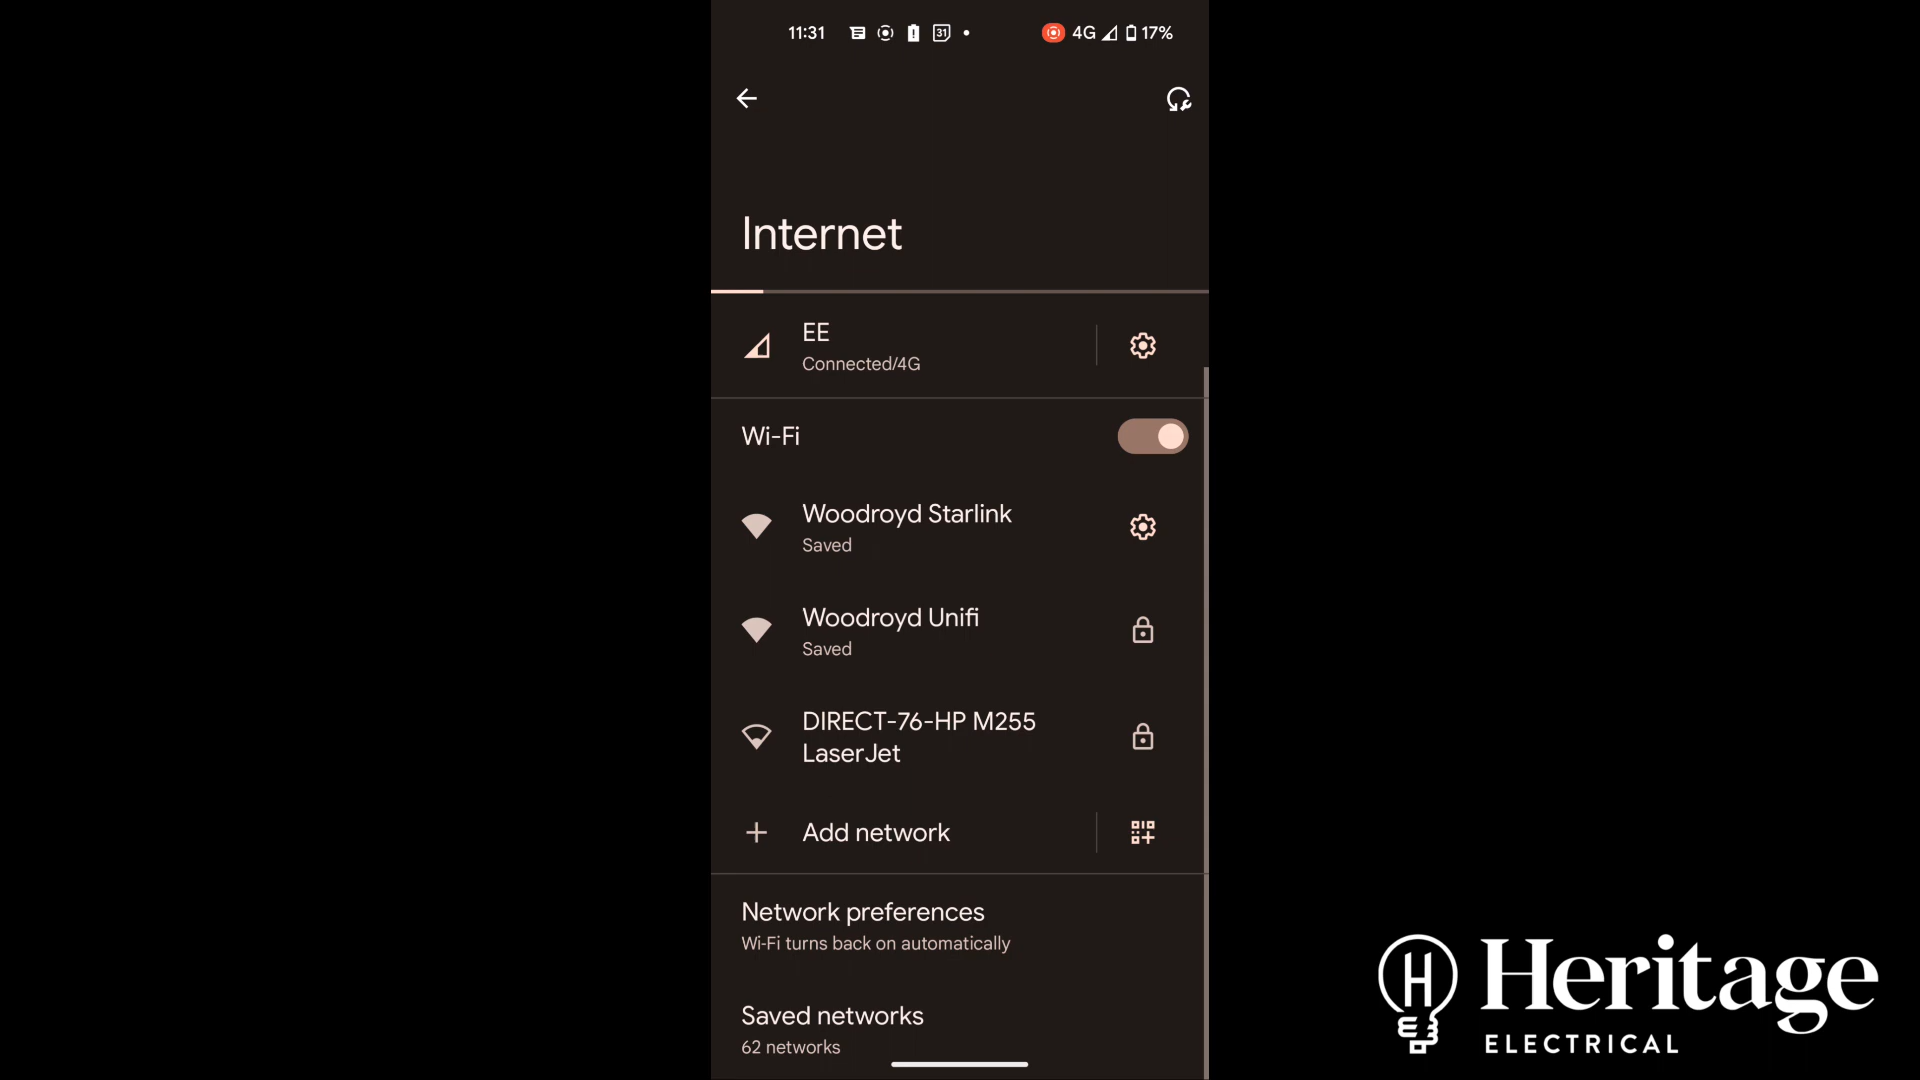 11:31
31
4G
17%
Internet
EE
Connected/4G
Wi-Fi
Woodroyd Starlink
Saved
Woodroyd Unifi
Saved
DIRECT-76-HP M255
LaserJet
Add network
Network preferences
Wi-Fi turns back on automatically
Saved networks
62 networks
H
Heritage
ELECTRICAL